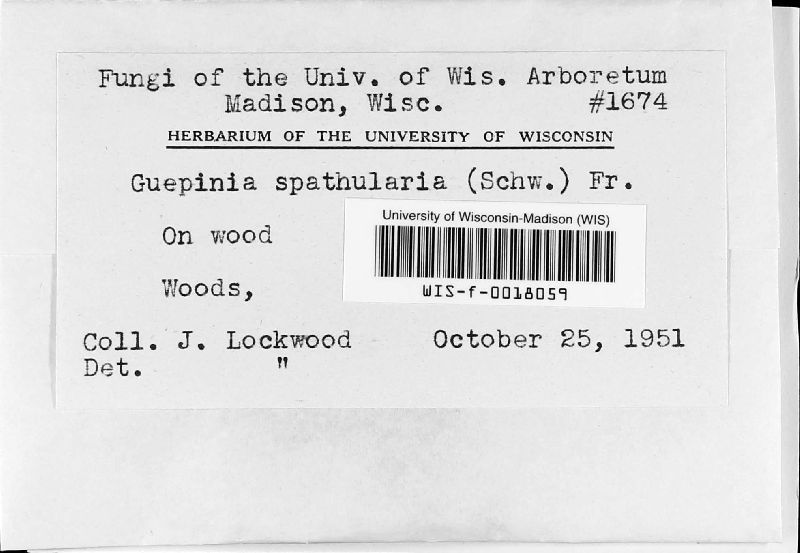 Fungi of the Univ. of Wis. Arboretum
Madison, Wisc. #1674
HERBARIUM OF THE UNIVERSITY OF WISCONSIN
Guepinia spathularia (Schw.) Fr.
On wood
University of Wisconsin-Madison (WIS)
WIS-f-0018059
Woods,
Coll. J. Lockwood October 25, 1951
Det. "